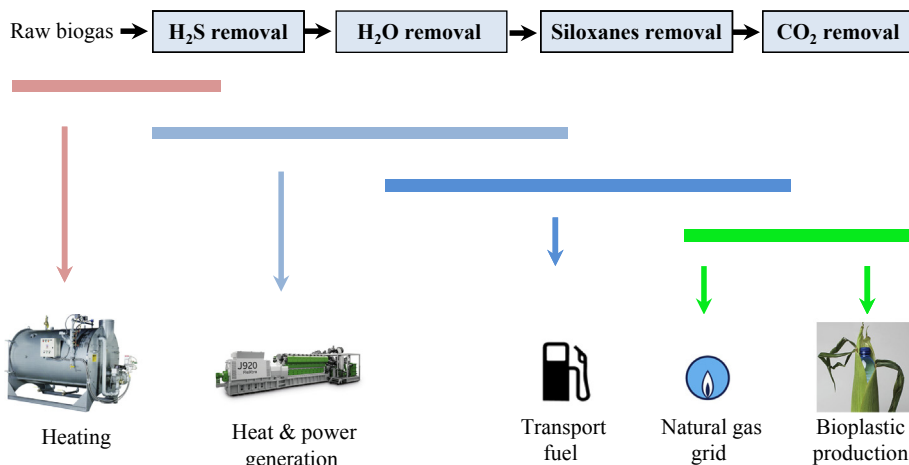 Raw biogas
H₂S removal
H₂O removal
Siloxanes removal
CO₂ removal
J920
Heating
Heat & power
generation
Transport
fuel
Natural gas
grid
Bioplastic
production